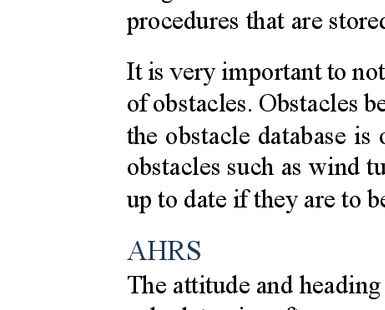 procedures that are stored
It is very important to not
of obstacles. Obstacles be
the obstacle database is
obstacles such as wind tu
up to date if they are to be
AHRS
The attitude and heading